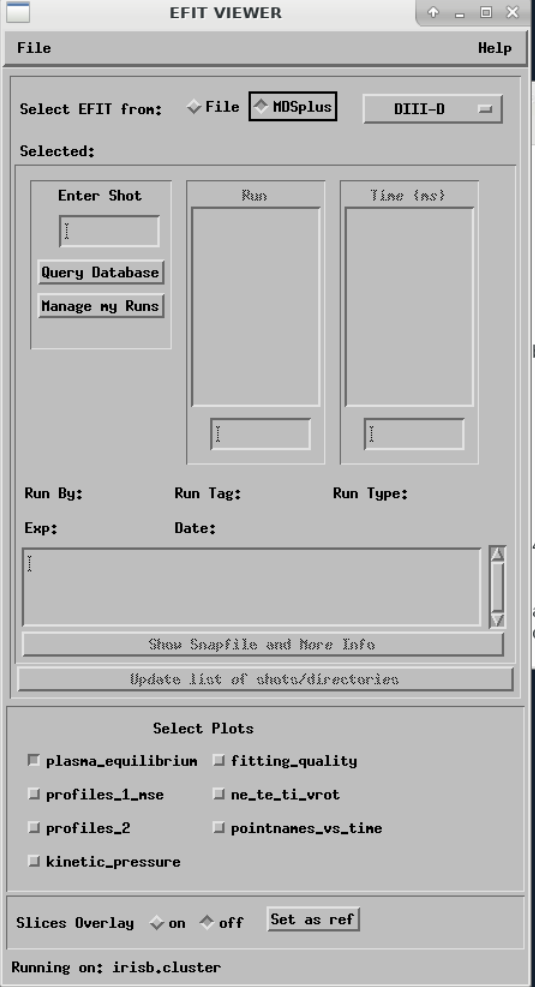 EFIT VIEWER
File Help
Select EFIT from: File MDSplus DIII-D
Selected:
Enter Shot Run Time (ms)
Query Database
Manage my Runs
Run By: Run Tag: Run Type:
Exp: Date:
Show Snapfile and More Info
Update list of shots/directories
Select Plots
plasma_equilibrium fitting_quality
profiles_1_mse ne_te_ti_vrot
profiles_2 pointnames_vs_time
kinetic_pressure
Slices Overlay on off Set as ref
Running on: irisb.cluster